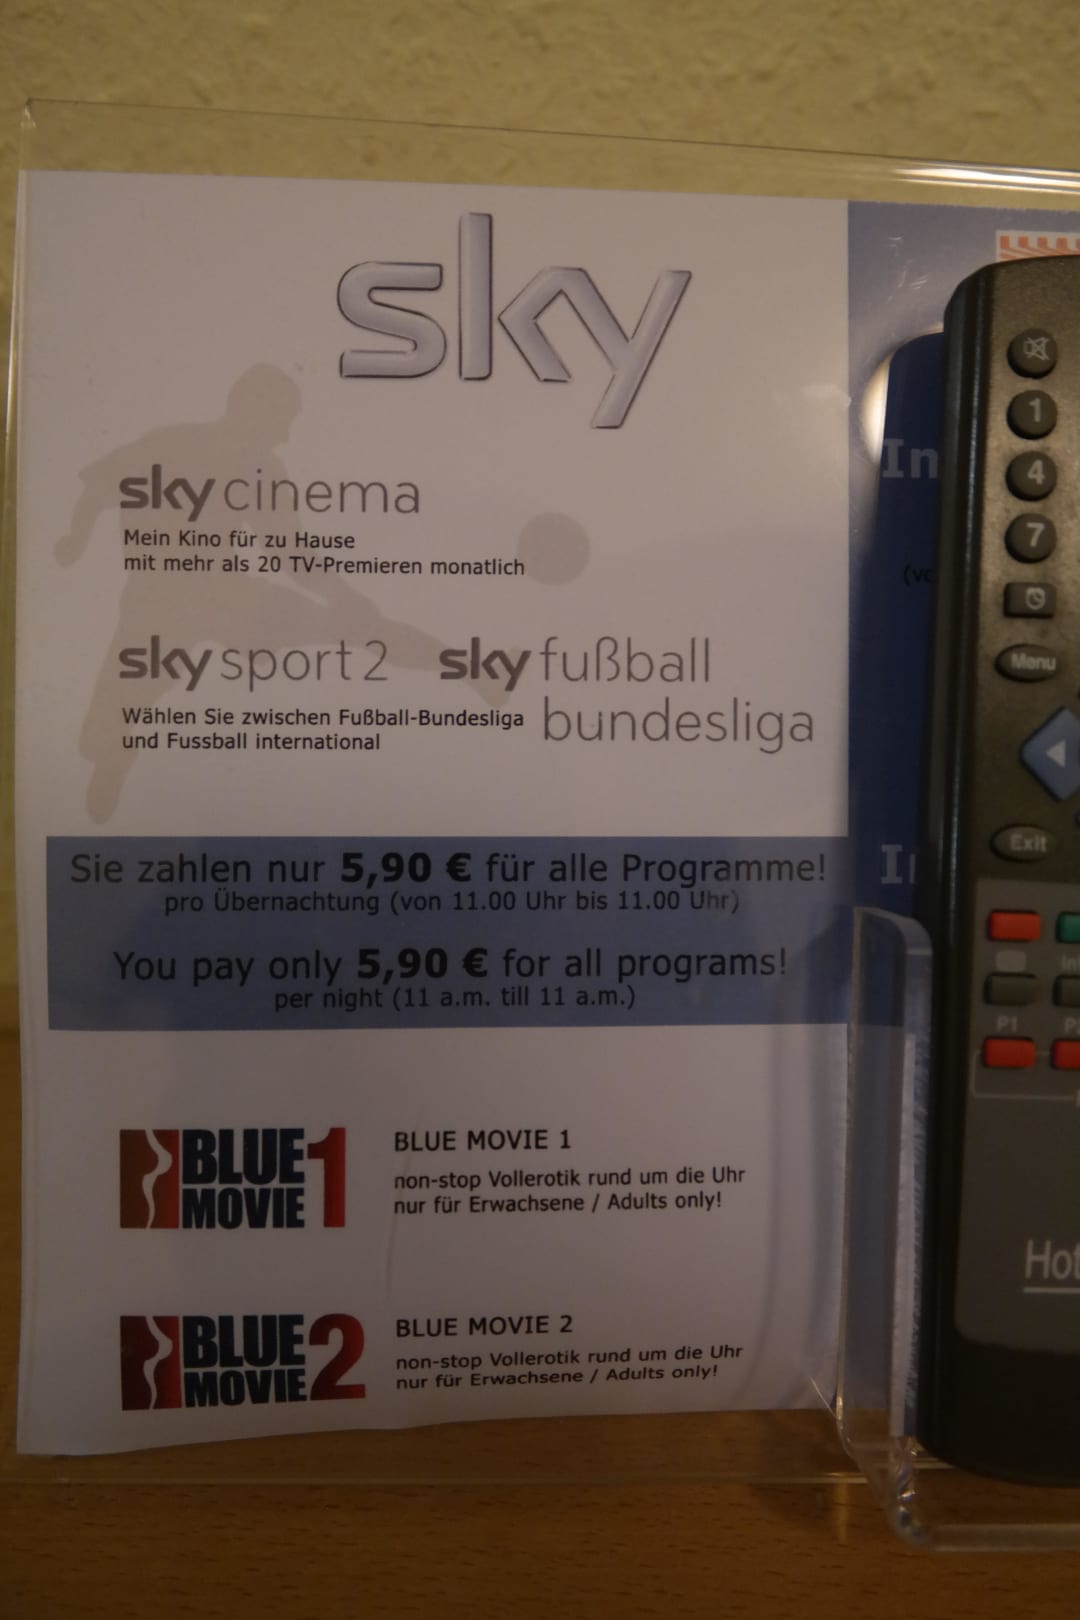 sky
sky cinema
Mein Kino für zu Hause
mit mehr als 20 TV-Premieren monatlich
sky sport 2
sky fußball
bundesliga
Wählen Sie zwischen Fußball-Bundesliga
und Fussball international
Sie zahlen nur 5,90 € für alle Programme!
pro Übernachtung (von 11.00 Uhr bis 11.00 Uhr)
You pay only 5,90 € for all programs!
per night (11 a.m. till 11 a.m.)
BLUE MOVIE 1
BLUE MOVIE 1
non-stop Vollerotik rund um die Uhr
nur für Erwachsene / Adults only!
BLUE MOVIE 2
BLUE MOVIE 2
non-stop Vollerotik rund um die Uhr
nur für Erwachsene / Adults only!
1
4
7
Menu
Exit
P1